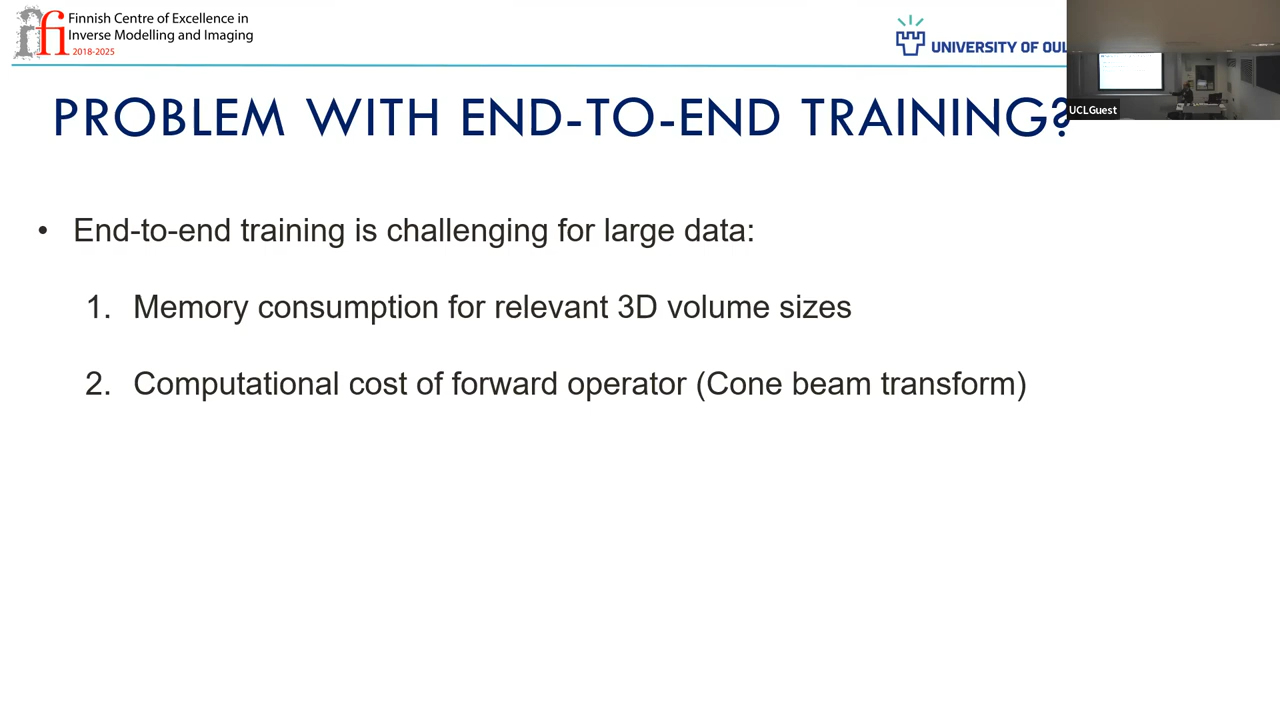 Finnish Centre of Excellence in
Inverse Modelling and Imaging
2018-2025
fi
UNIVERSITY OF OUL
UCLGuest
PROBLEM WITH END-TO-END TRAINING?
• End-to-end training is challenging for large data:
1. Memory consumption for relevant 3D volume sizes
2. Computational cost of forward operator (Cone beam transform)